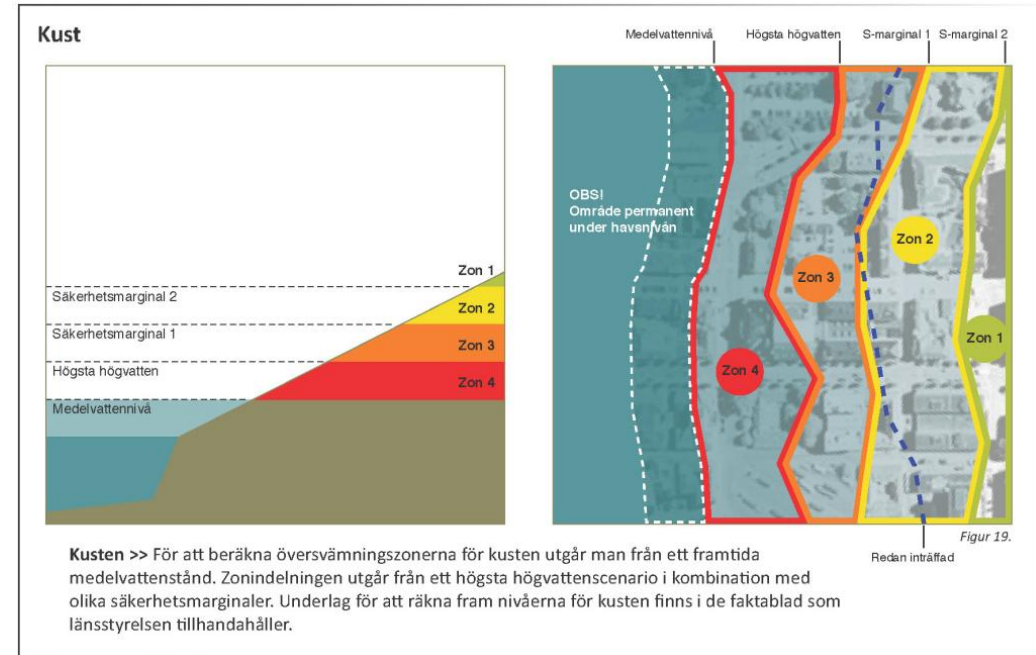 Kust
Zon 1
Säkerhetsmarginal 2
Zon 2
Säkerhetsmarginal 1
Zon 3
Högsta högvatten
Zon 4
Medelvattennivå
Medelvattennivå
Högsta högvatten
S-marginal 1
S-marginal 2
OBS!
Område permanent
under havsnivån
Zon 2
Zon 3
Zon 1
Zon 4
Figur 19.
Redan inträffad
Kusten >> För att beräkna översvämningszonerna för kusten utgår man från ett framtida
medelvattenstånd. Zonindelningen utgår från ett högsta högvattenscenario i kombination med
olika säkerhetsmarginaler. Underlag för att räkna fram nivåerna för kusten finns i de faktablad som
länsstyrelsen tillhandahåller.